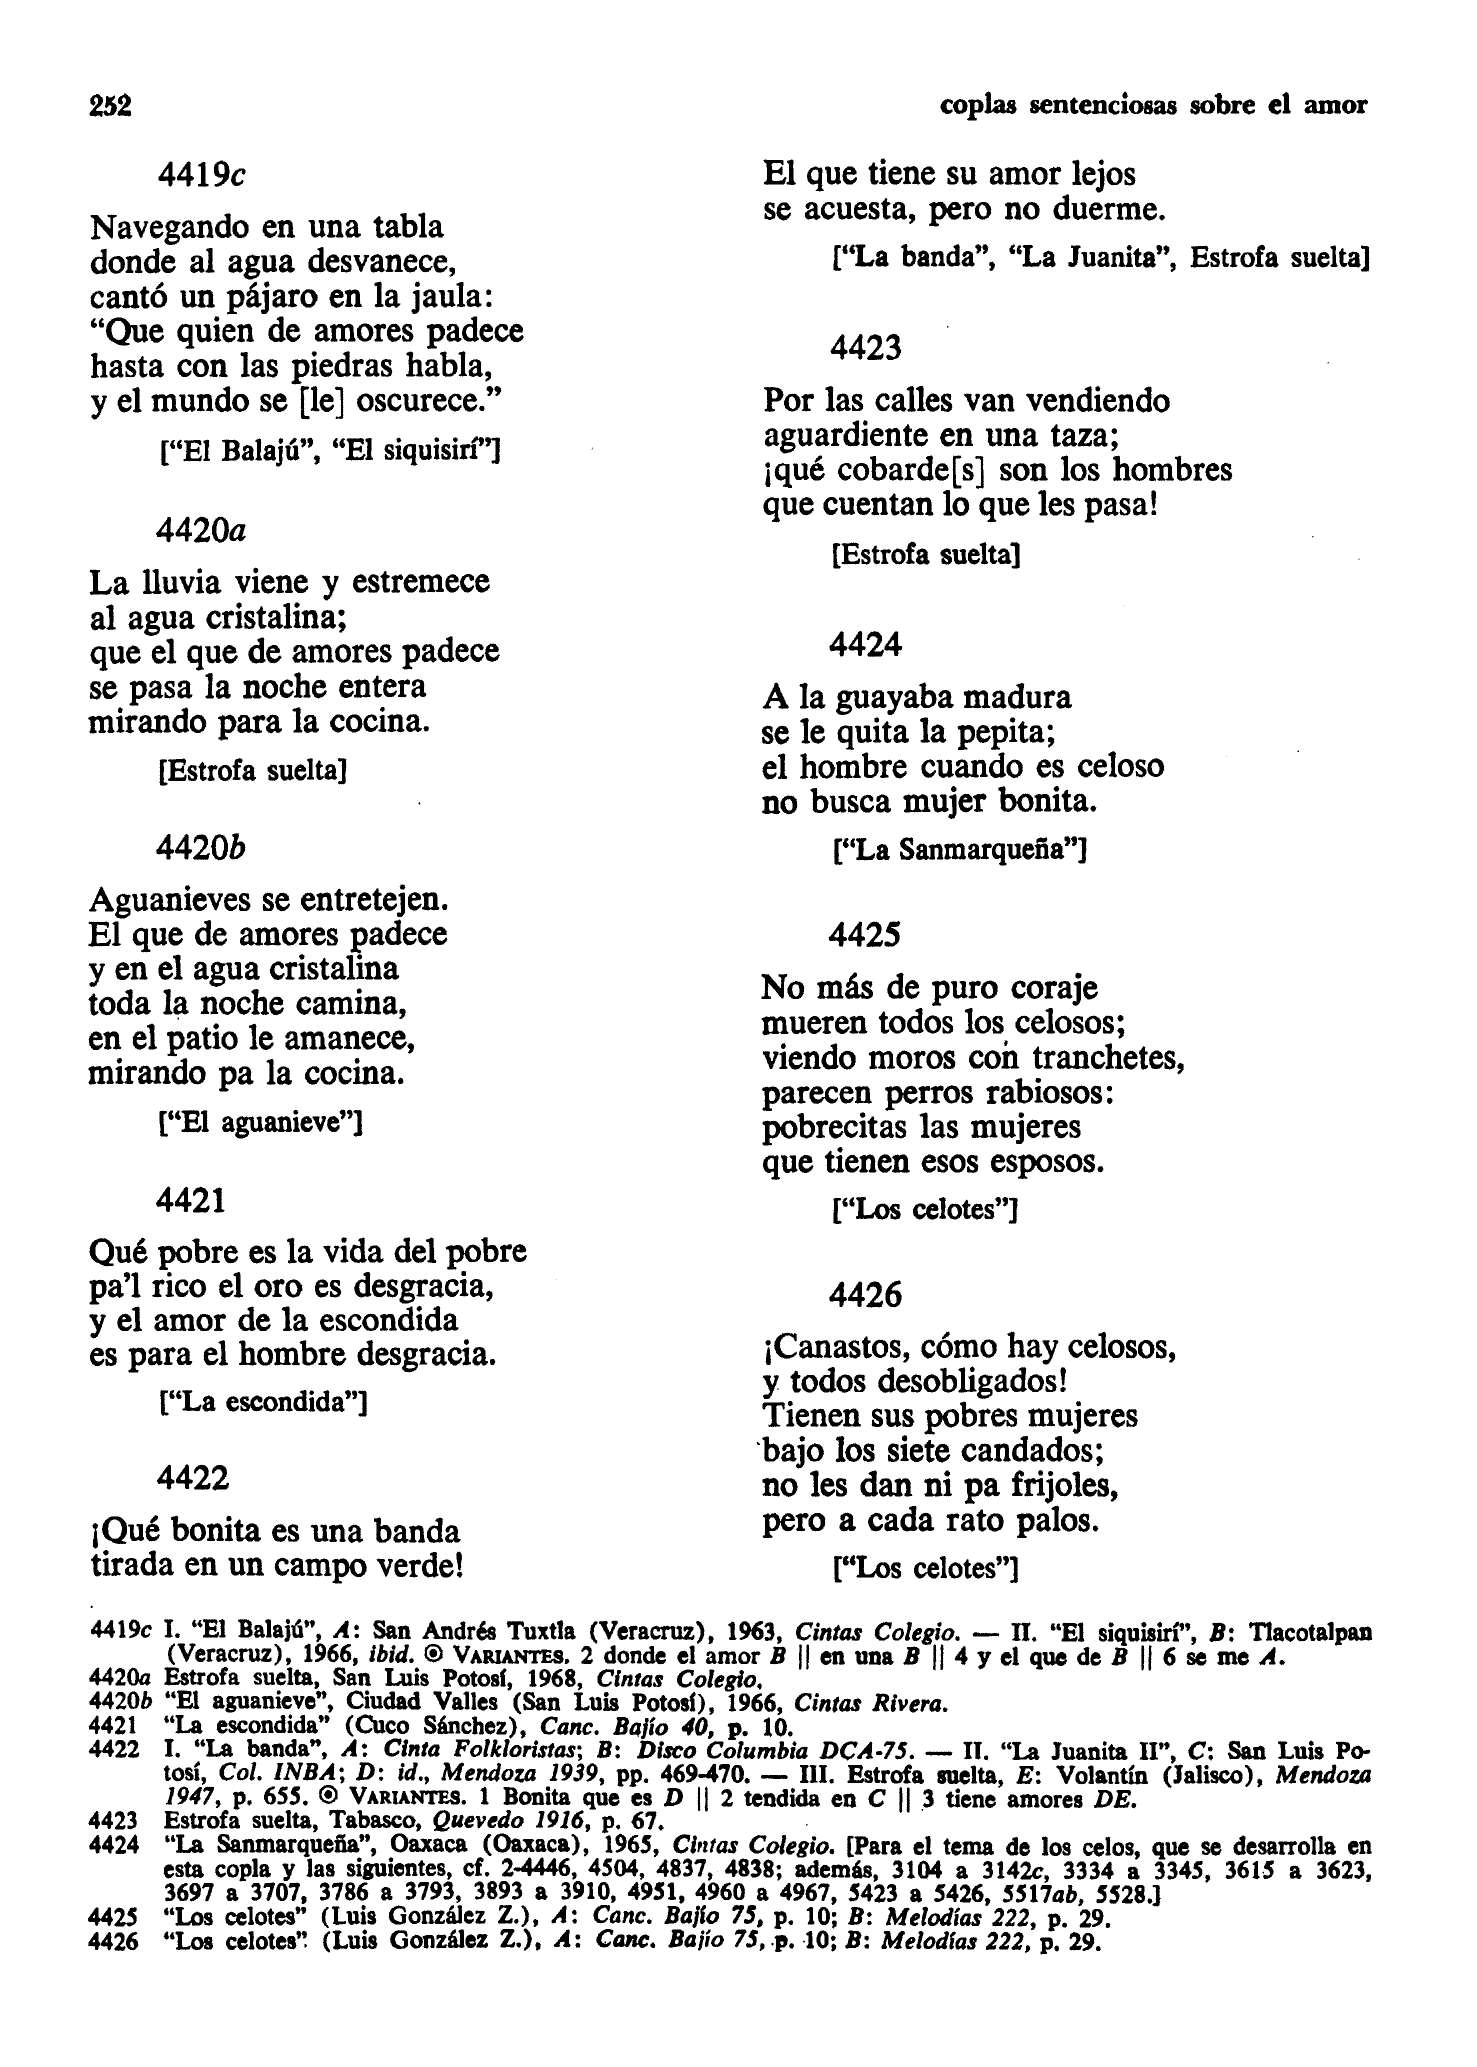 252
coplas sentenciosas sobre el amor
4419c
Navegando en una tabla
donde al agua desvanece,
cantó un pájaro en la jaula:
“Que quien de amores padece
hasta con las piedras habla,
y el mundo se [le] oscurece.”
[“El Balajú”, “El siquisirí”]
4420a
La lluvia viene y estremece
al agua cristalina;
que el que de amores padece
se pasa la noche entera
mirando para la cocina.
[Estrofa suelta]
4420b
Aguanieves se entretejen.
El que de amores padece
y en el agua cristalina
toda la noche camina,
en el patio le amanece,
mirando pa la cocina.
[“El aguanieve”]
4421
Qué pobre es la vida del pobre
pa’l rico el oro es desgracia,
y el amor de la escondida
es para el hombre desgracia.
[“La escondida”]
4422
¡Qué bonita es una banda
tirada en un campo verde!
El que tiene su amor lejos
se acuesta, pero no duerme.
[“La banda”, “La Juanita”, Estrofa suelta]
4423
Por las calles van vendiendo
aguardiente en una taza;
¡qué cobarde[s] son los hombres
que cuentan lo que les pasa!
[Estrofa suelta]
4424
A la guayaba madura
se le quita la pepita;
el hombre cuando es celoso
no busca mujer bonita.
[“La Sanmarqueña”]
4425
No más de puro coraje
mueren todos los celosos;
viendo moros con tranchetes,
parecen perros rabiosos:
pobrecitas las mujeres
que tienen esos esposos.
[“Los celotes”]
4426
¡Canastos, cómo hay celosos,
y todos desobligados!
Tienen sus pobres mujeres
bajo los siete candados;
no les dan ni pa frijoles,
pero a cada rato palos.
[“Los celotes”]
4419c I. “El Balajú”, A: San Andrés Tuxtla (Veracruz), 1963, Cintas Colegio. — II. “El siquisirí”, B: Tlacotalpan
(Veracruz), 1966, ibid. ® VARIANTES. 2 donde el amor B || en una B || 4 y el que de B || 6 se me A.
4420a Estrofa suelta, San Luis Potosí, 1968, Cintas Colegio.
4420b “El aguanieve”, Ciudad Valles (San Luis Potosí), 1966, Cintas Rivera.
4421 “La escondida” (Cuco Sánchez), Canc. Bajío 40, p. 10.
4422 I. “La banda”, A: Cinta Folkloristas; B: Disco Columbia DCA-75. — II. “La Juanita II”, C: San Luis Po-
tosí, Col. INBA; D: id., Mendoza 1939, pp. 469-470. — III. Estrofa suelta, E: Volantín (Jalisco), Mendoza
1947, p. 655. ® VARIANTES. 1 Bonita que es D || 2 tendida en C || 3 tiene amores DE.
4423 Estrofa suelta, Tabasco, Quevedo 1916, p. 67.
4424 “La Sanmarqueña”, Oaxaca (Oaxaca), 1965, Cintas Colegio. [Para el tema de los celos, que se desarrolla en
esta copla y las siguientes, cf. 2-4446, 4504, 4837, 4838; además, 3104 a 3142c, 3334 a 3345, 3615 a 3623,
3697 a 3707, 3786 a 3793, 3893 a 3910, 4951, 4960 a 4967, 5423 a 5426, 5517ab, 5528.]
4425 “Los celotes” (Luis González Z.), A: Canc. Bajío 75, p. 10; B: Melodías 222, p. 29.
4426 “Los celotes” (Luis González Z.), A: Canc. Bajío 75, p. 10; B: Melodías 222, p. 29.